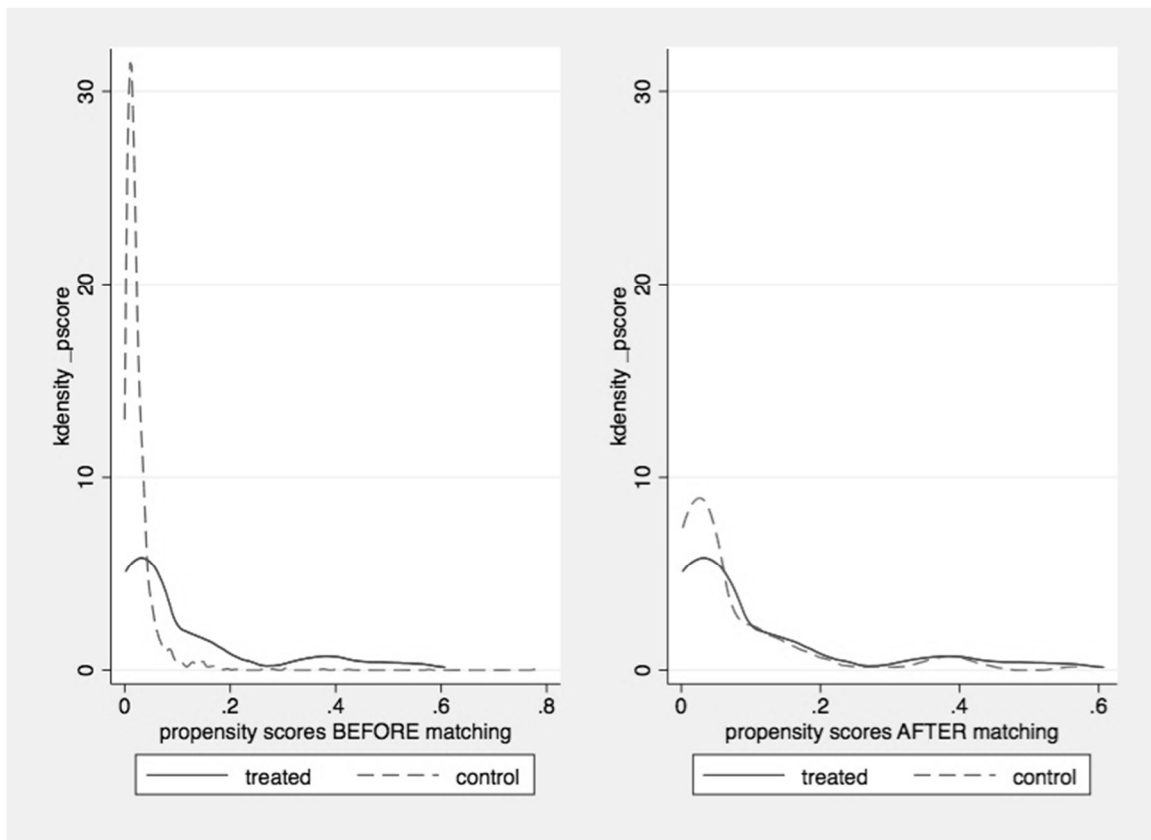 kdensity _pscore
30
20
10
0
0
.2
.4
.6
.8
propensity scores BEFORE matching
treated
control
kdensity _pscore
30
20
10
0
0
.2
.4
.6
propensity scores AFTER matching
treated
control